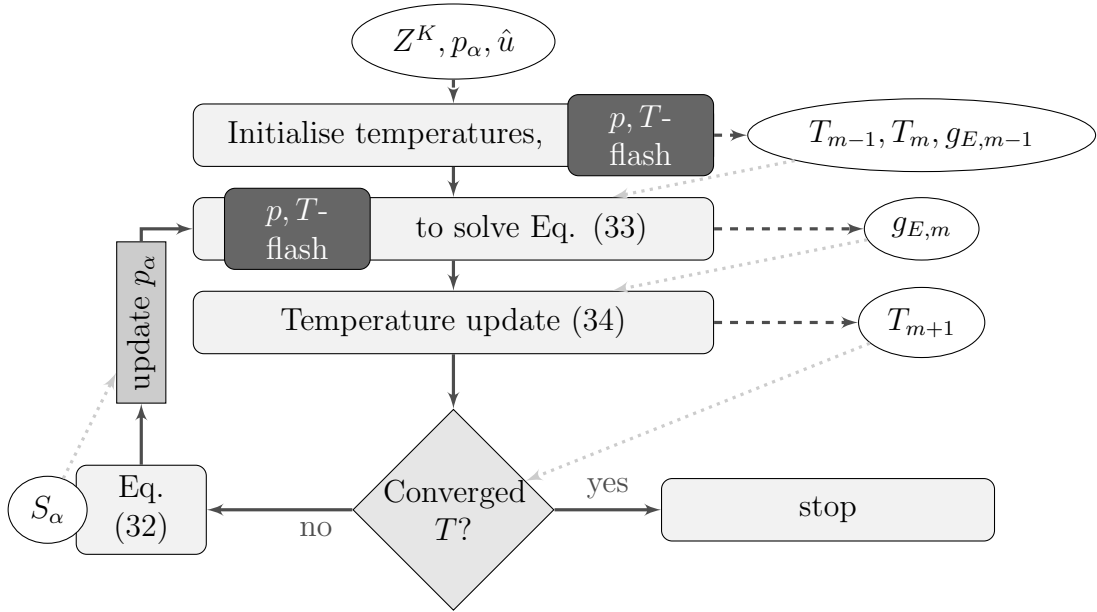 Z^K, p_α, û
Initialise temperatures,
p, T-
flash
T_{m−1}, T_m, g_{E,m−1}
p, T-
flash
to solve Eq. (33)
g_{E,m}
update p_α
Temperature update (34)
T_{m+1}
Converged
T?
yes
stop
no
Eq.
(32)
S_α